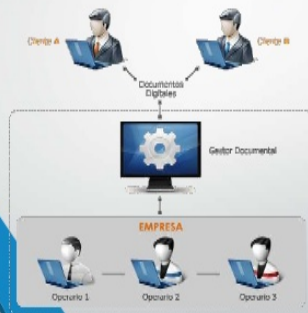 Cliente A
Cliente B
Documentos
Digitales
Gestor Documental
EMPRESA
Operario 1
Operario 2
Operario 3